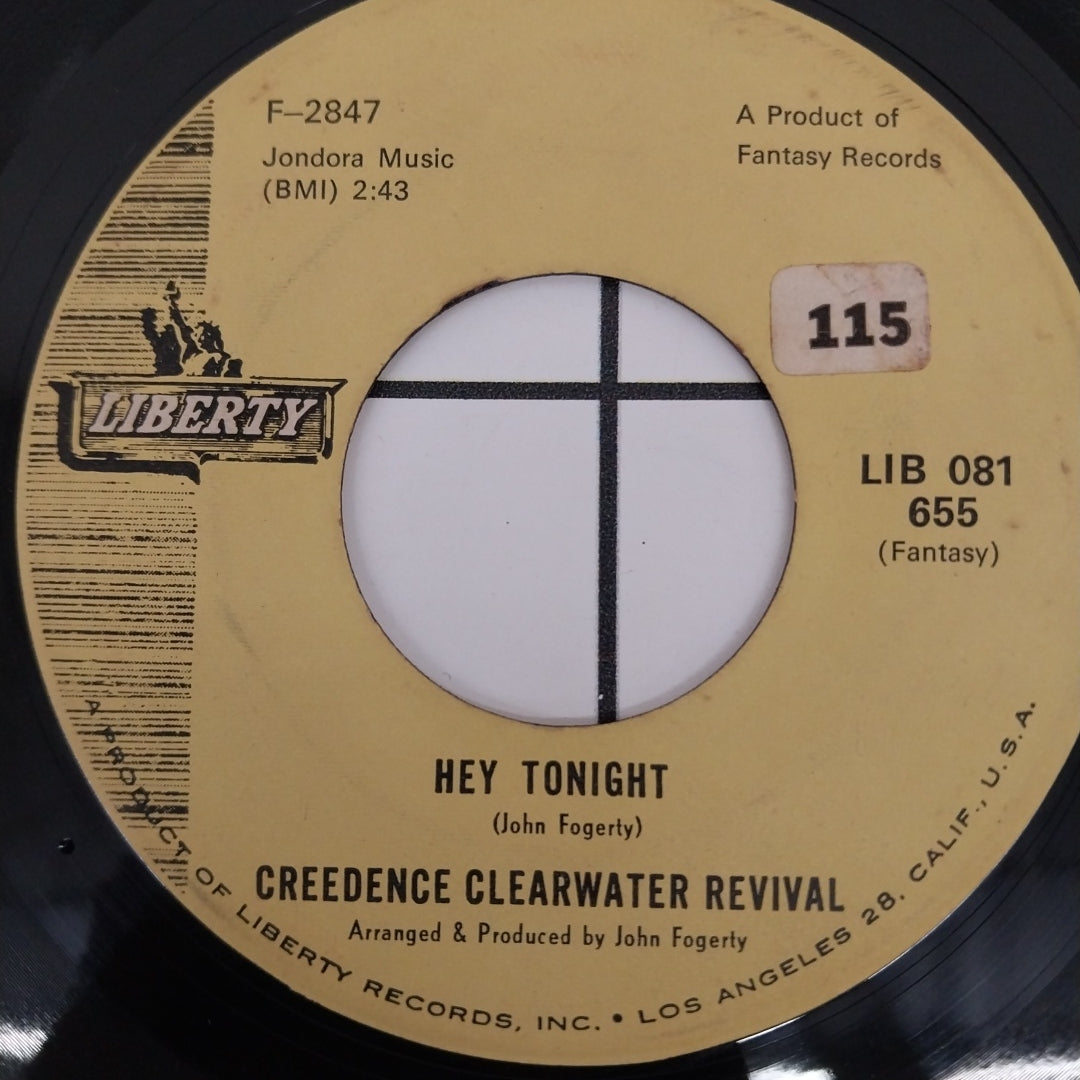 F–2847
Jondora Music
(BMI) 2:43
A Product of
Fantasy Records
115
LIBERTY
LIB 081
655
(Fantasy)
HEY TONIGHT
(John Fogerty)
CREEDENCE CLEARWATER REVIVAL
Arranged & Produced by John Fogerty
A PRODUCT OF LIBERTY RECORDS, INC. • LOS ANGELES 28, CALIF., U.S.A.